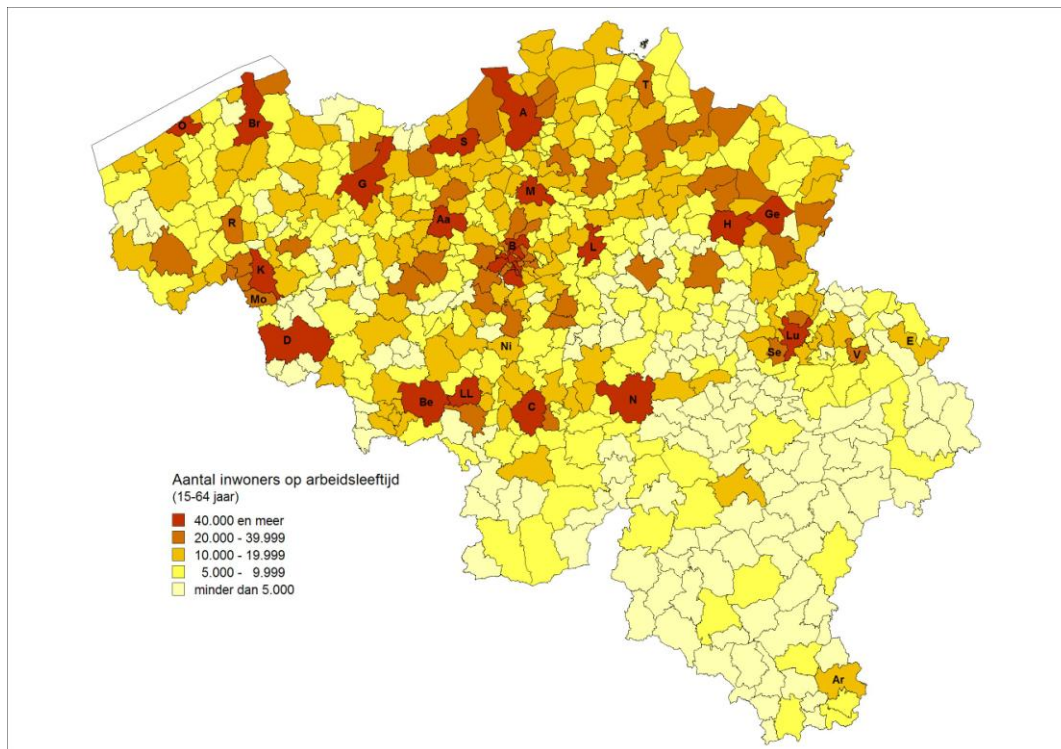 T
A
O
Br
S
G
M
Aa
Ge
R
H
B
L
K
Mo
D
Lu
E
Ni
Se
V
Be
LL
C
N
Aantal inwoners op arbeidsleeftijd
(15-64 jaar)
40.000 en meer
20.000 - 39.999
10.000 - 19.999
5.000 - 9.999
minder dan 5.000
Ar